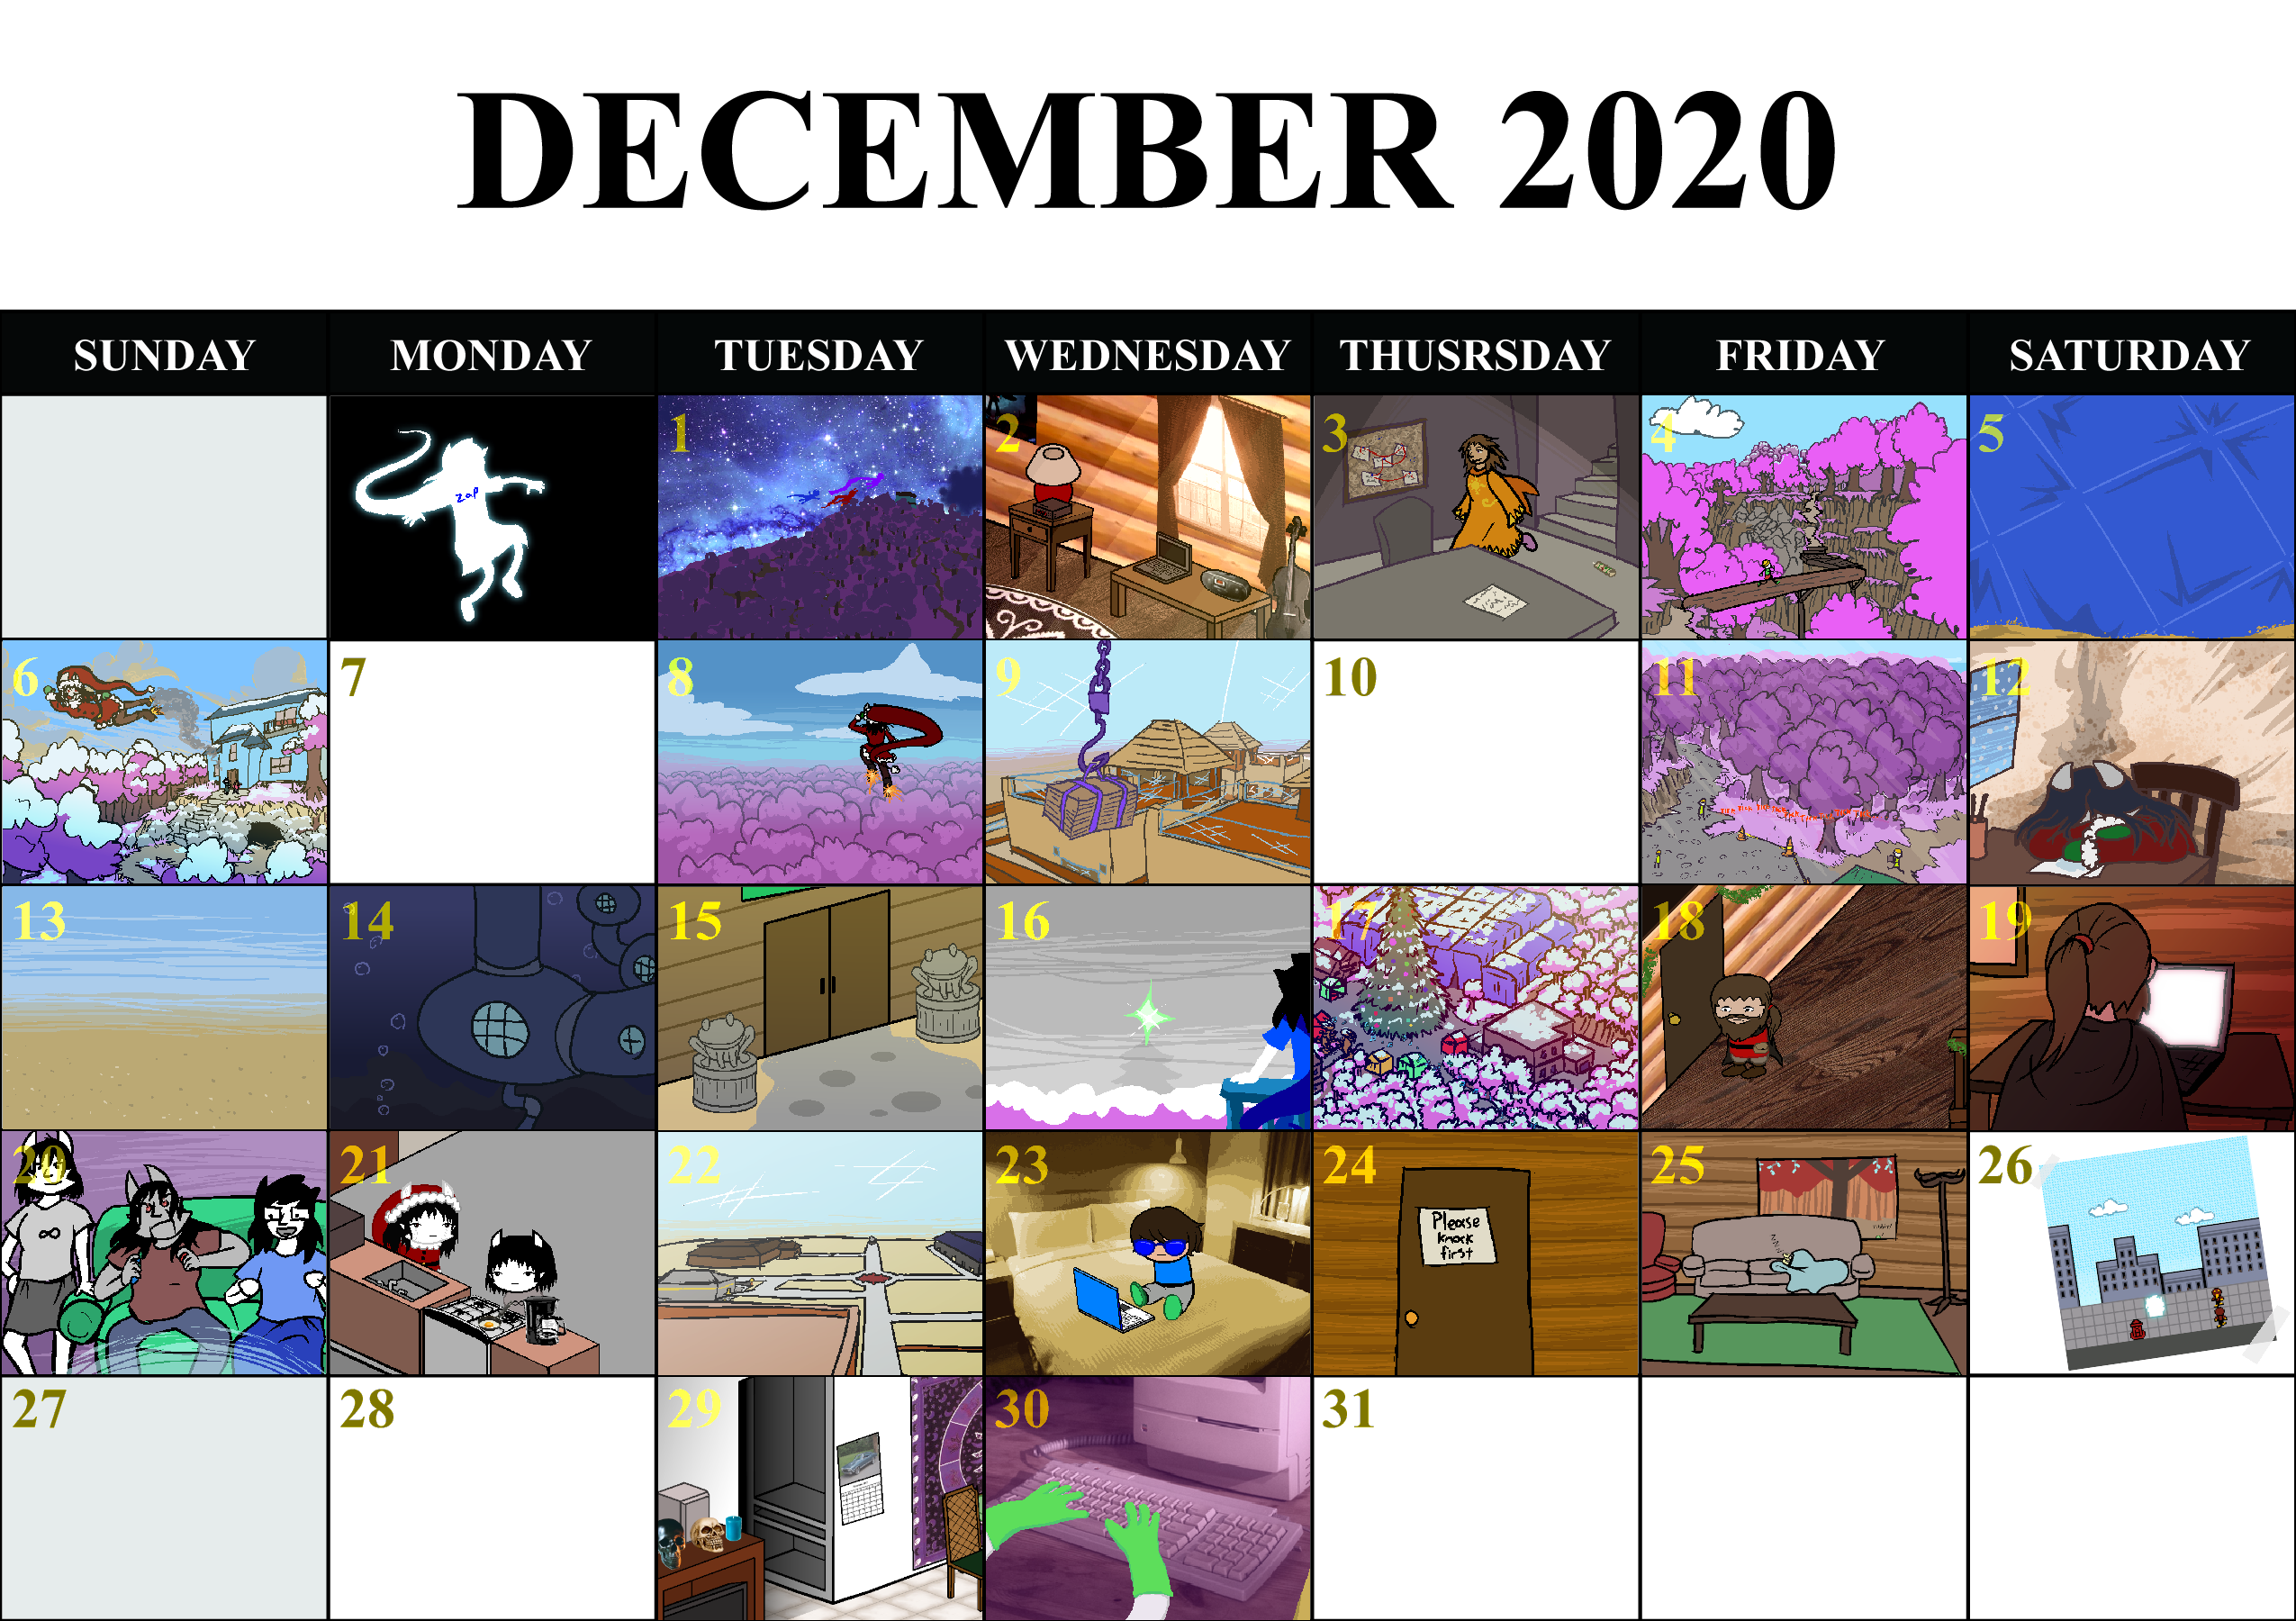 DECEMBER 2020
SUNDAY MONDAY TUESDAY WEDNESDAY THUSRSDAY FRIDAY SATURDAY
zap 1 2 3 4 5
6 7 8 9 10 11 12
13 14 15 16 17 18 19
20 21 22 23 24 25 26
Please
knock
first
z
z
27 28 29 30 31